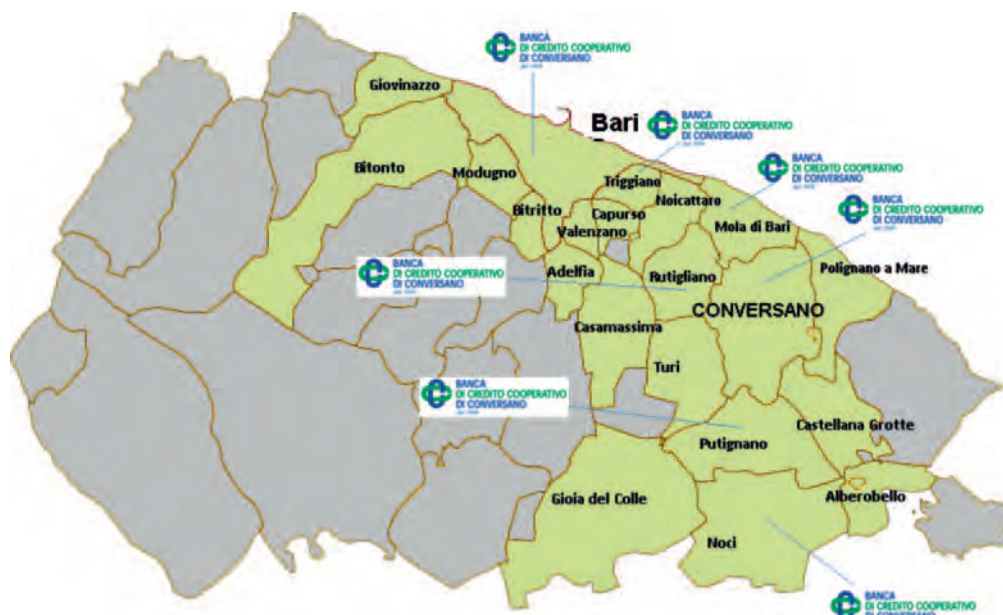 BANCA
DI CREDITO COOPERATIVO
DI CONVERSANO
Giovinazzo
Bari
BANCA
DI CREDITO COOPERATIVO
DI CONVERSANO
Bitonto
Modugno
Triggiano
BANCA
DI CREDITO COOPERATIVO
DI CONVERSANO
Noicattaro
Bitritto
Capurso
Mola di Bari
BANCA
DI CREDITO COOPERATIVO
DI CONVERSANO
Valenzano
BANCA
DI CREDITO COOPERATIVO
DI CONVERSANO
Adelfia
Rutigliano
Polignano a Mare
CONVERSANO
Casamassima
Turi
BANCA
DI CREDITO COOPERATIVO
DI CONVERSANO
Castellana Grotte
Putignano
Gioia del Colle
Alberobello
Noci
BANCA
DI CREDITO COOPERATIVO